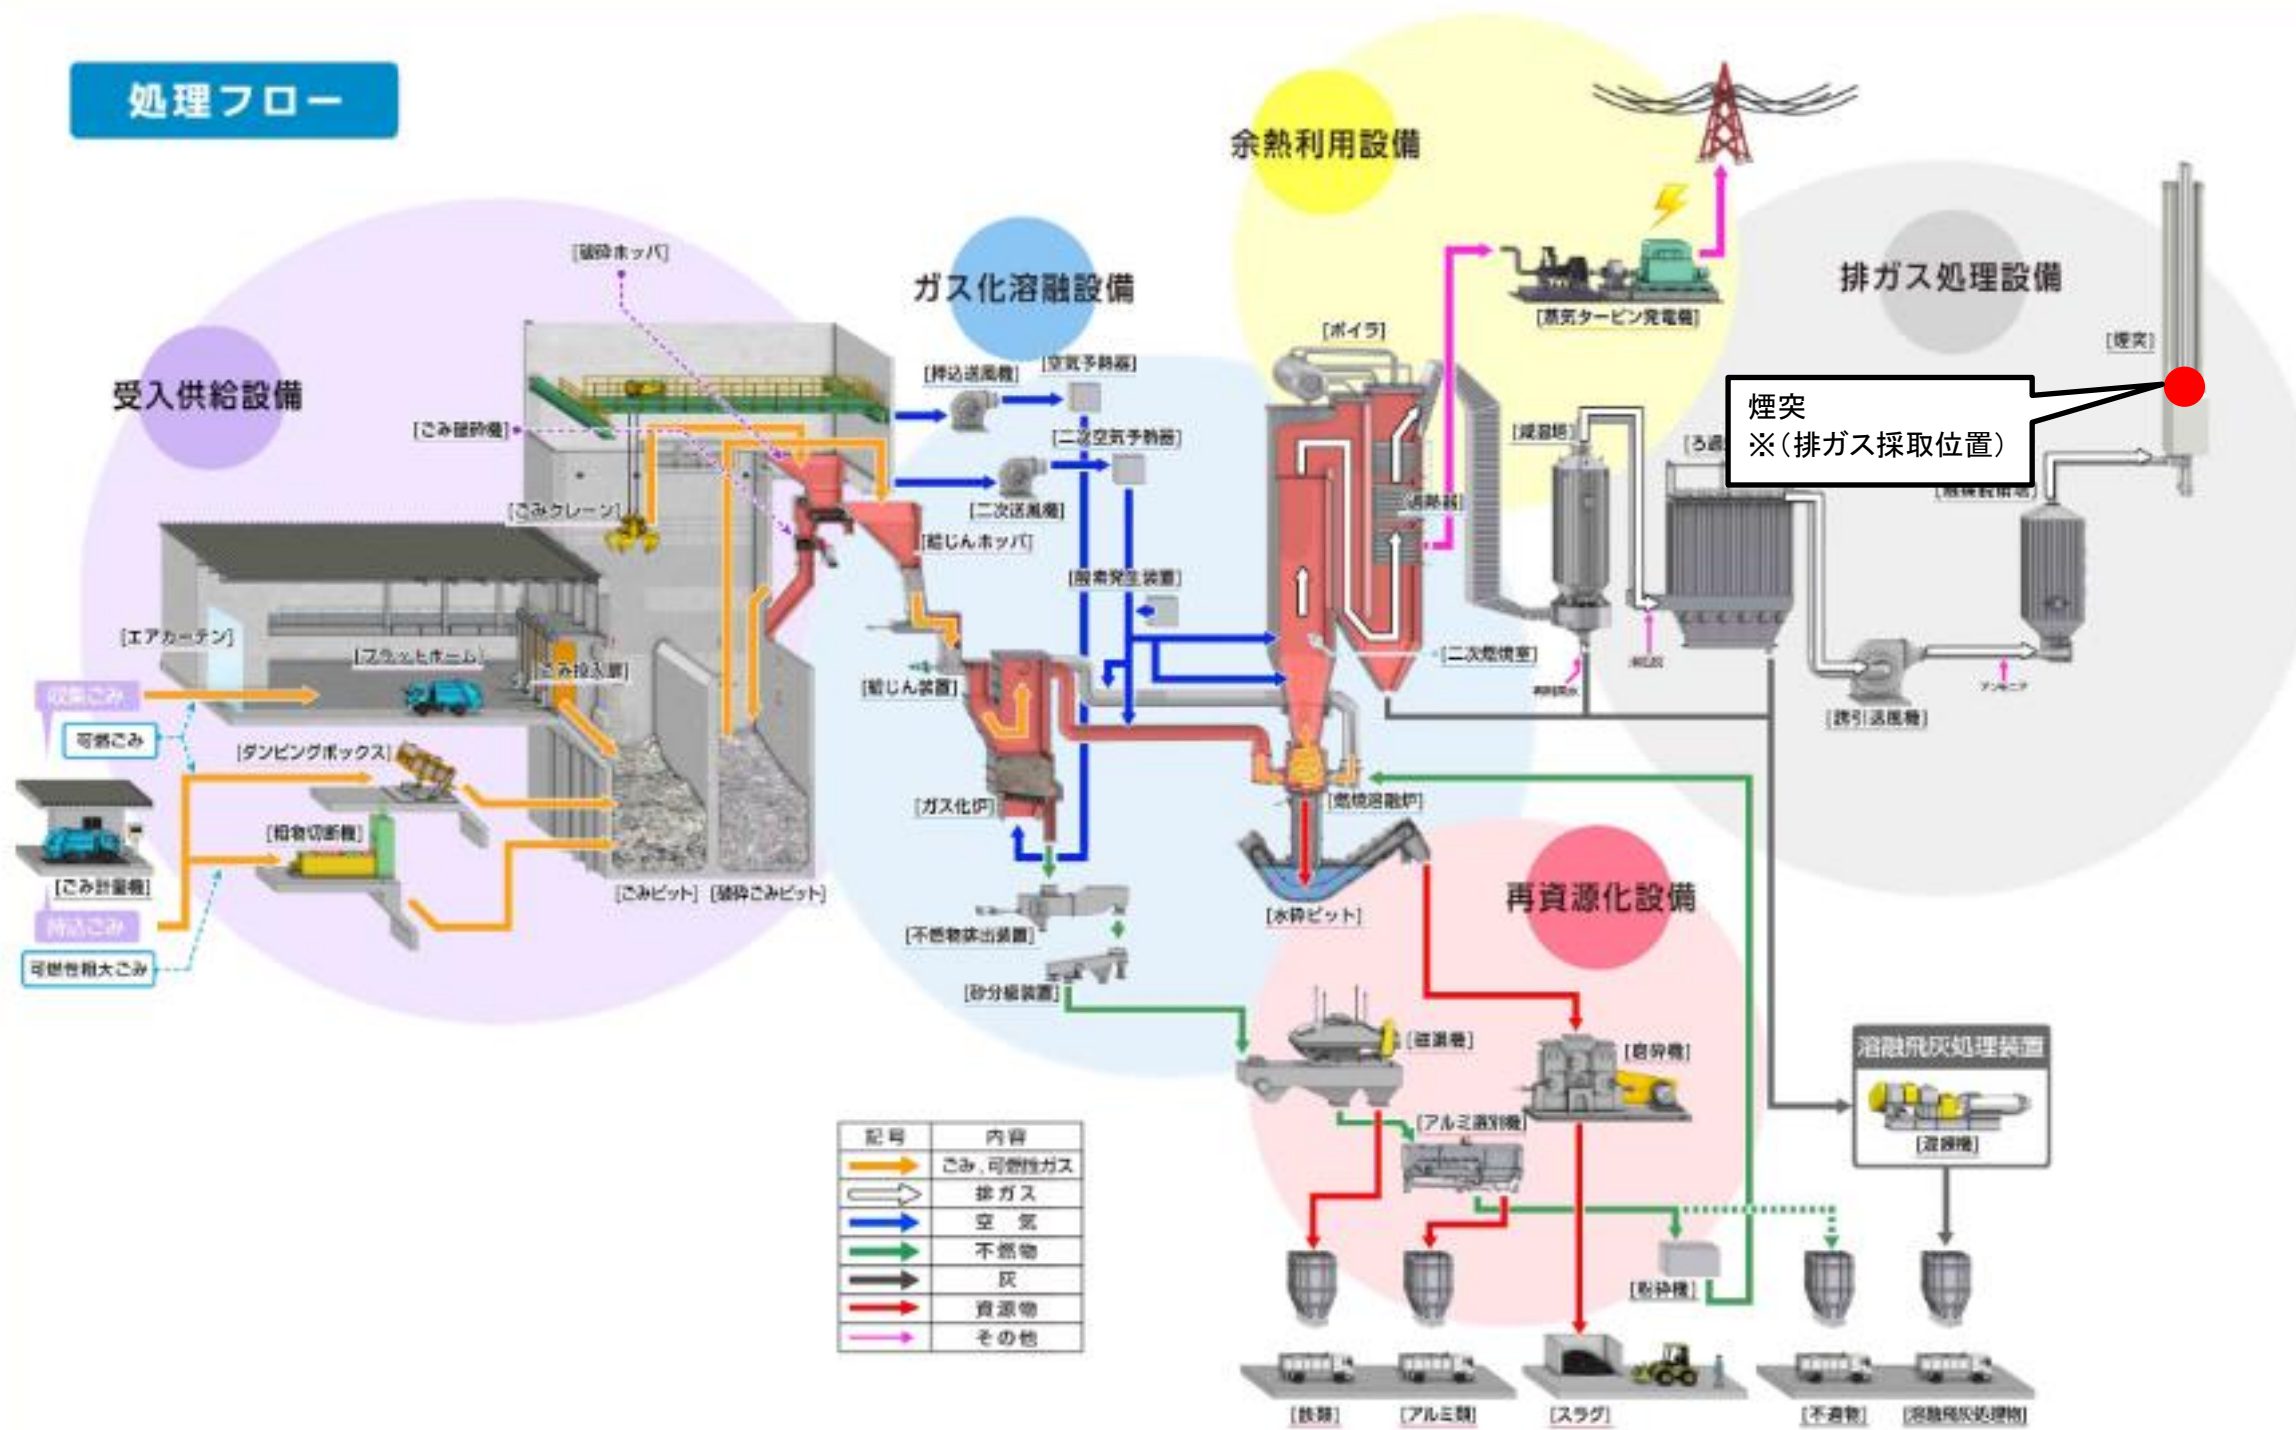 処理フロー
余熱利用設備
[破砕ホッパ]
ガス化溶融設備
排ガス処理設備
[蒸気タービン発電機]
[ボイラ]
[煙突]
[押込送風機]
[空気予熱器]
受入供給設備
煙突
※(排ガス採取位置)
[ごみ破砕機]
[二次空気予熱器]
[減温塔]
[ごみクレーン]
[二次送風機]
[過熱器]
[給じんホッパ]
[酸素発生装置]
[エアカーテン]
[プラットホーム]
[ごみ投入扉]
[二次燃焼室]
[給じん装置]
収集ごみ
アンモニア
[誘引送風機]
可燃ごみ
[ダンピングボックス]
[ガス化炉]
[燃焼溶融炉]
[粗物切断機]
[ごみ計量機]
[ごみピット]
[破砕ごみピット]
再資源化設備
[水砕ピット]
持込ごみ
[不燃物排出装置]
可燃性粗大ごみ
[砂分級装置]
[磁選機]
[磨砕機]
溶融飛灰処理装置
[混練機]
[アルミ選別機]
記号 内容
ごみ、可燃性ガス
排ガス
空 気
不燃物
灰
資源物
その他
[粉砕機]
[鉄類]
[アルミ類]
[スラグ]
[不適物]
[溶融飛灰処理物]